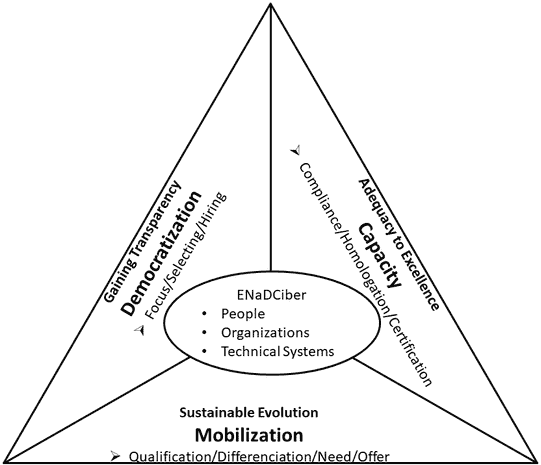 Gaining Transparency
Democratization
➢ Focus/Selecting/Hiring
Adequacy to Excellence
Capacity
➢ Compliance/Homologation/Certification
ENaDCiber
• People
• Organizations
• Technical Systems
Sustainable Evolution
Mobilization
➢ Qualification/Differenciation/Need/Offer